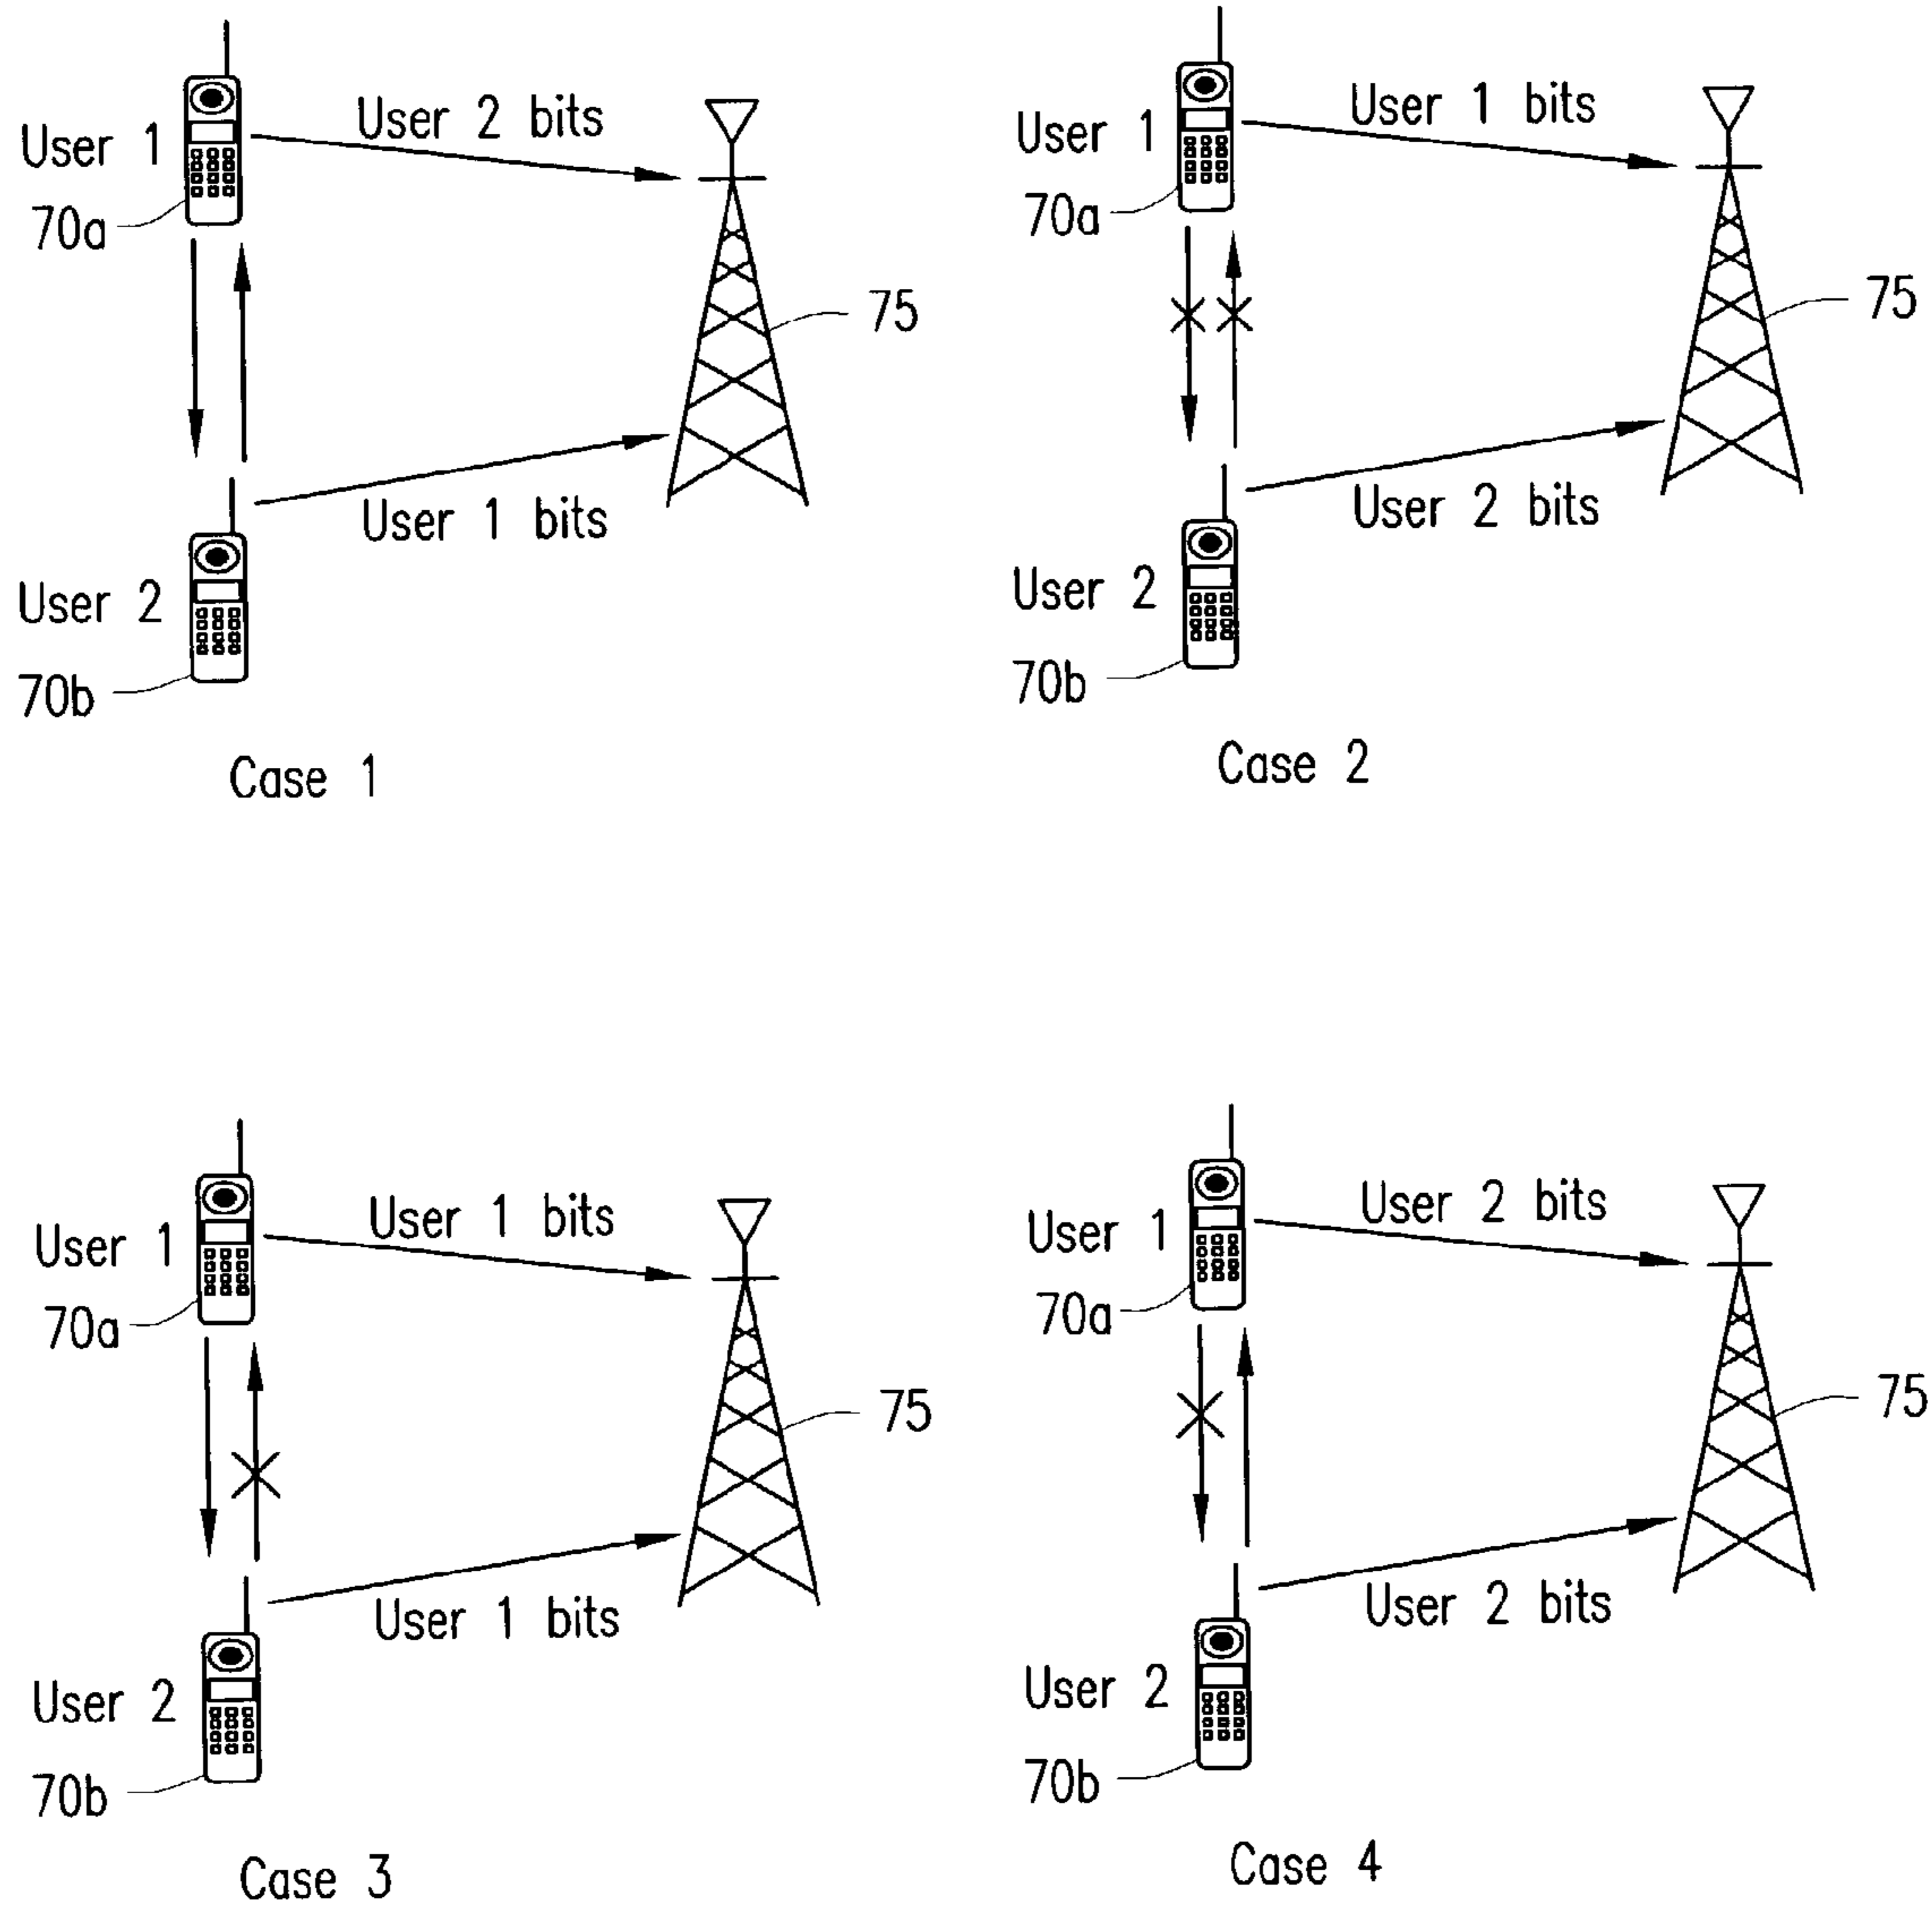 User 1
User 2 bits
70a
75
User 1 bits
User 2
70b
Case 1
User 1
User 1 bits
70a
75
User 2 bits
User 2
70b
Case 2
User 1
User 1 bits
70a
75
User 1 bits
User 2
70b
Case 3
User 1
User 2 bits
70a
75
User 2 bits
User 2
70b
Case 4